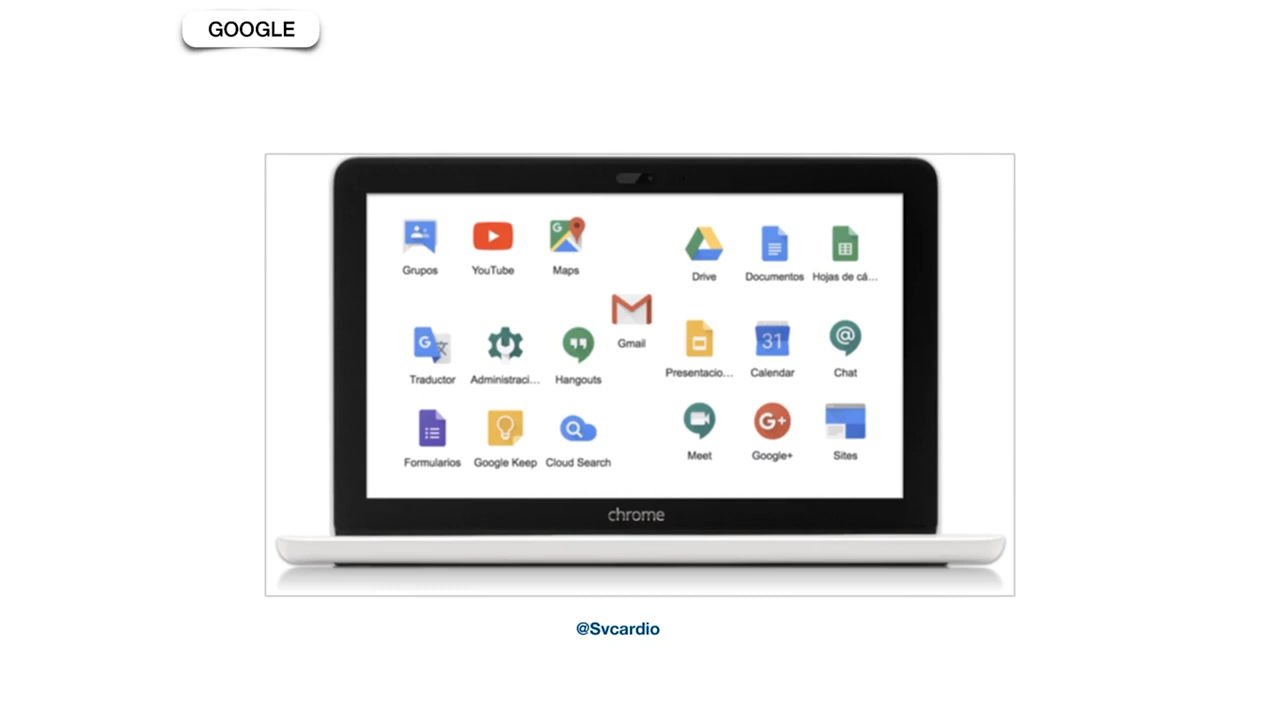 GOOGLE
Grupos YouTube Maps
Drive Documentos Hojas de cá...
Gmail
Traductor Administraci... Hangouts
Presentacio... Calendar Chat
Formularios Google Keep Cloud Search
Meet Google+ Sites
31
chrome
@Svcardio